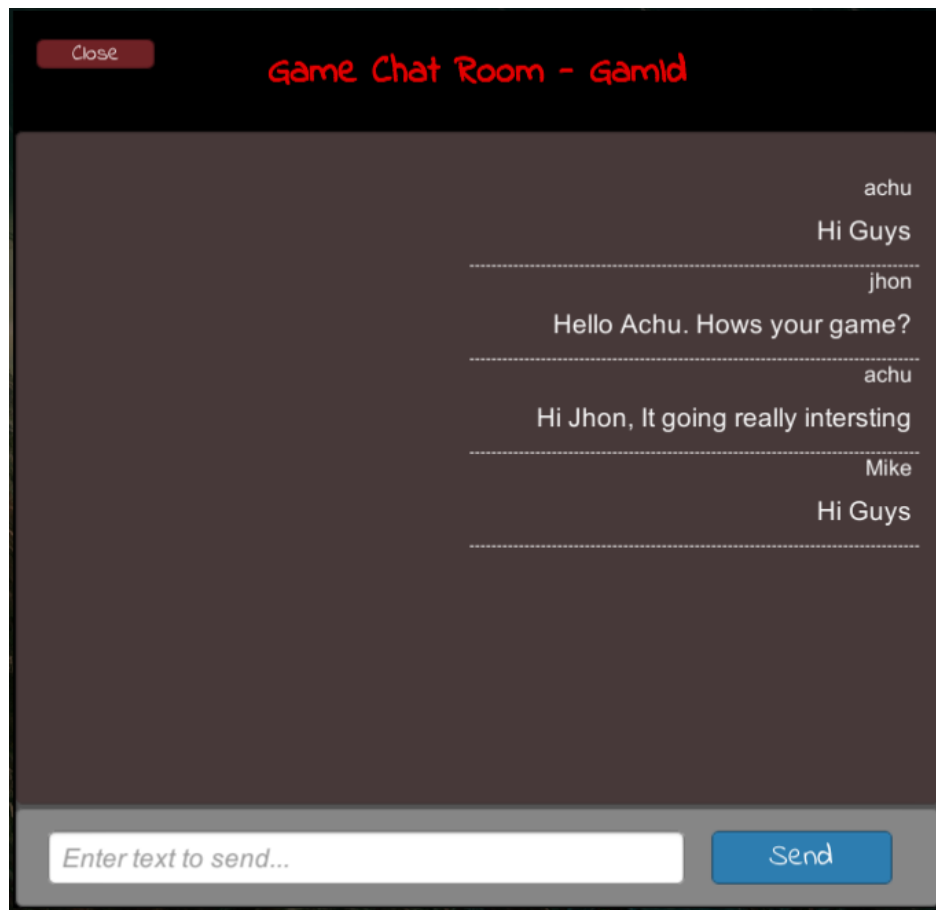 Close
Game Chat Room - GamId
achu
Hi Guys
jhon
Hello Achu. Hows your game?
achu
Hi Jhon, It going really intersting
Mike
Hi Guys
Enter text to send...
Send